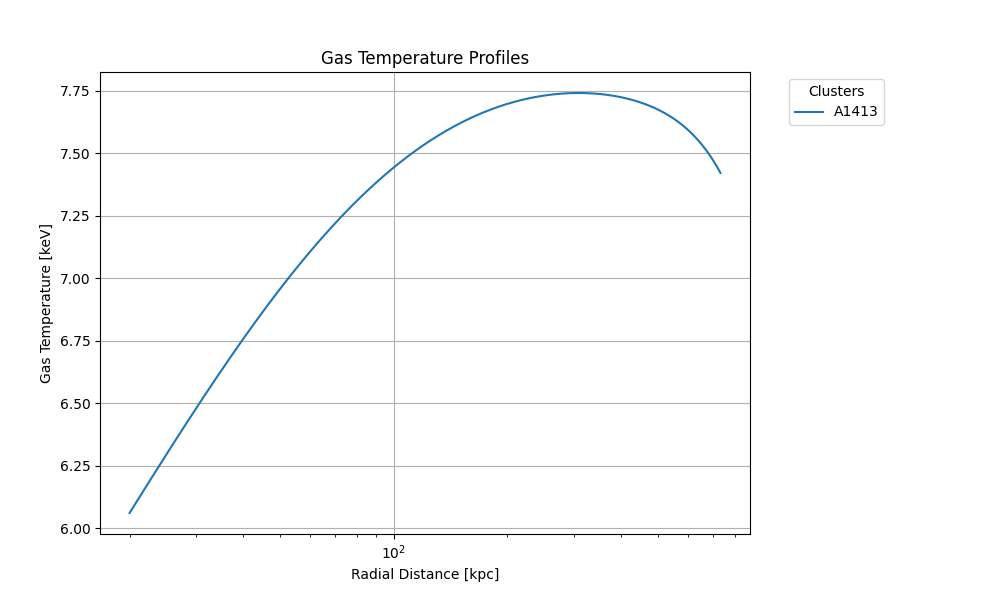 Gas Temperature Profiles
Clusters
A1413
7.75
7.50
7.25
7.00
6.75
6.50
6.25
6.00
Gas Temperature [keV]
10²
Radial Distance [kpc]